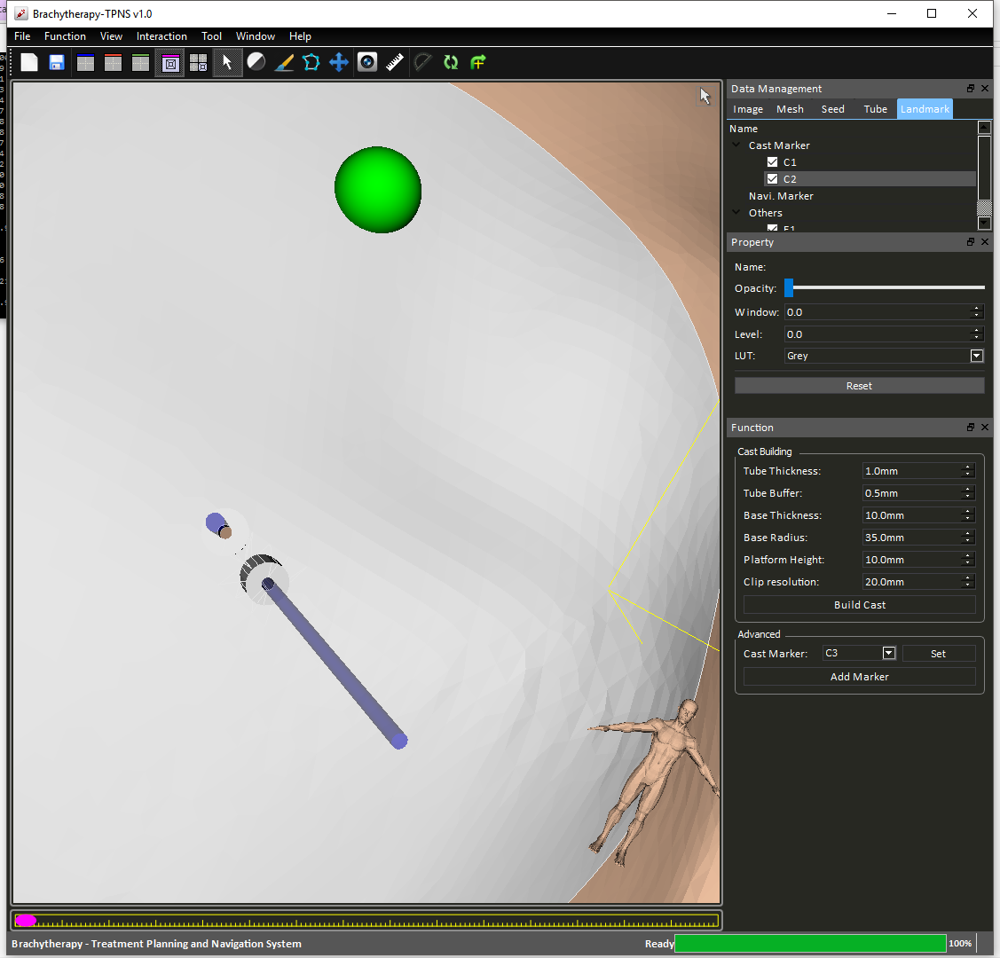 Brachytherapy-TPNS v1.0
File Function View Interaction Tool Window Help
Data Management
Image Mesh Seed Tube Landmark
Name
Cast Marker
C1
C2
Navi. Marker
Others
Property
Name:
Opacity:
Window: 0.0
Level: 0.0
LUT: Grey
Reset
Function
Cast Building
Tube Thickness: 1.0mm
Tube Buffer: 0.5mm
Base Thickness: 10.0mm
Base Radius: 35.0mm
Platform Height: 10.0mm
Clip resolution: 20.0mm
Build Cast
Advanced
Cast Marker: C3 Set
Add Marker
Brachytherapy - Treatment Planning and Navigation System Ready 100%